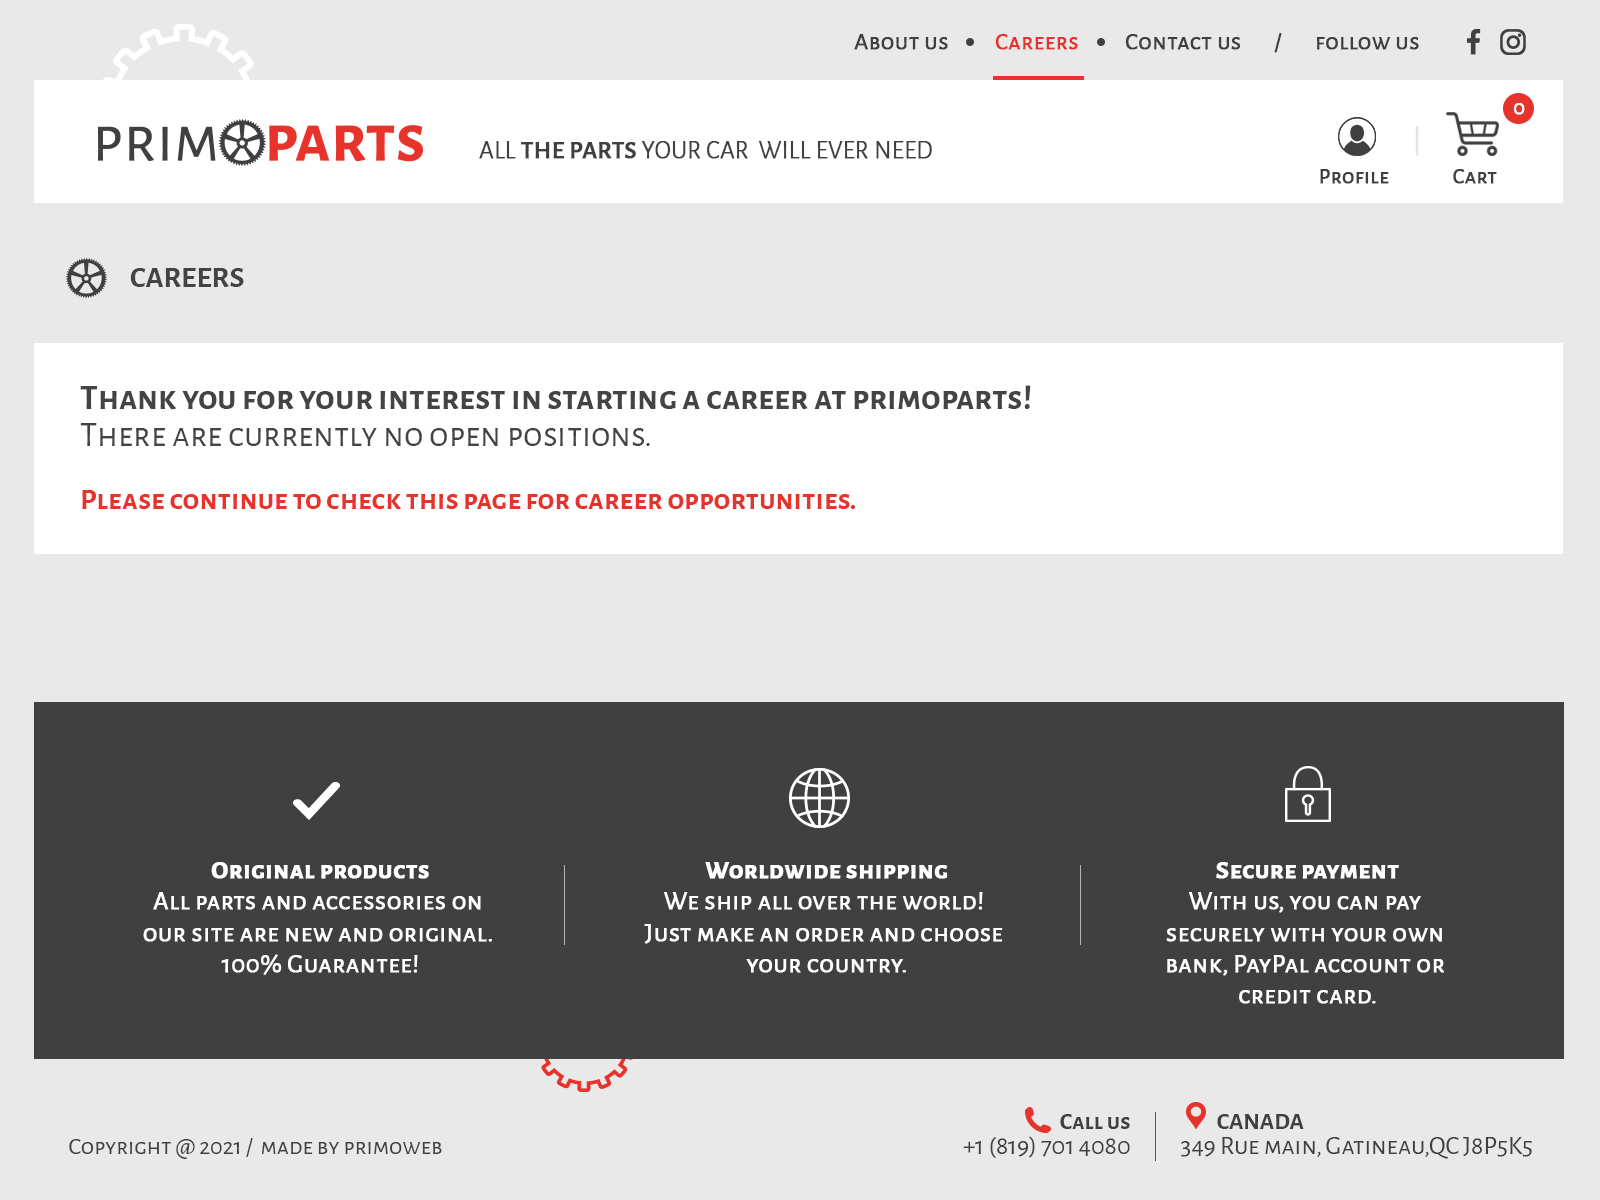 About us • Careers • Contact us / follow us
0
PRIMOPARTS
ALL THE PARTS YOUR CAR WILL EVER NEED
Profile
Cart
CAREERS
Thank you for your interest in starting a career at primoparts!
There are currently no open positions.
Please continue to check this page for career opportunities.
Original products
All parts and accessories on
our site are new and original.
100% Guarantee!
Worldwide shipping
We ship all over the world!
Just make an order and choose
your country.
Secure payment
With us, you can pay
securely with your own
bank, PayPal account or
credit card.
Copyright @ 2021 / made by primoweb
Call us
+1 (819) 701 4080
CANADA
349 Rue main, Gatineau,QC J8P5K5